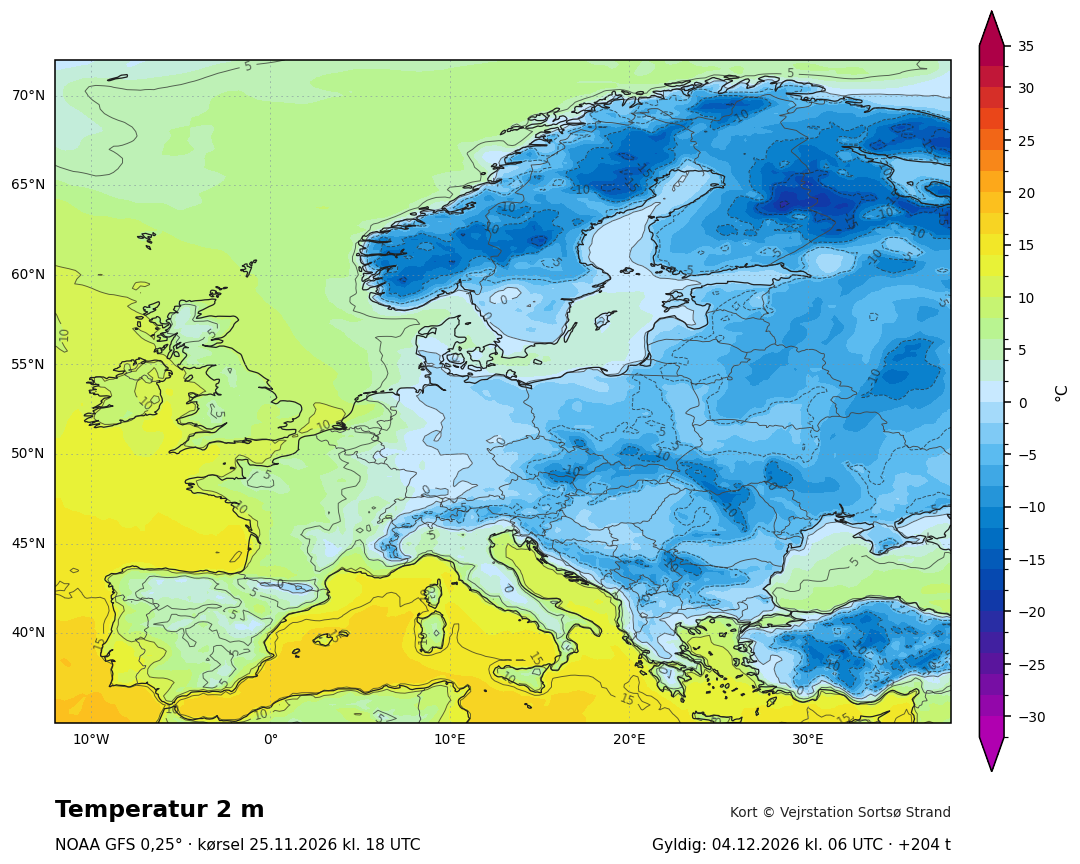 70°N
65°N
60°N
55°N
50°N
45°N
40°N
10°W
0°
10°E
20°E
30°E
35
30
25
20
15
10
5
0
−5
−10
−15
−20
−25
−30
°C
Temperatur 2 m
Kort © Vejrstation Sortsø Strand
NOAA GFS 0,25° · kørsel 25.11.2026 kl. 18 UTC
Gyldig: 04.12.2026 kl. 06 UTC · +204 t